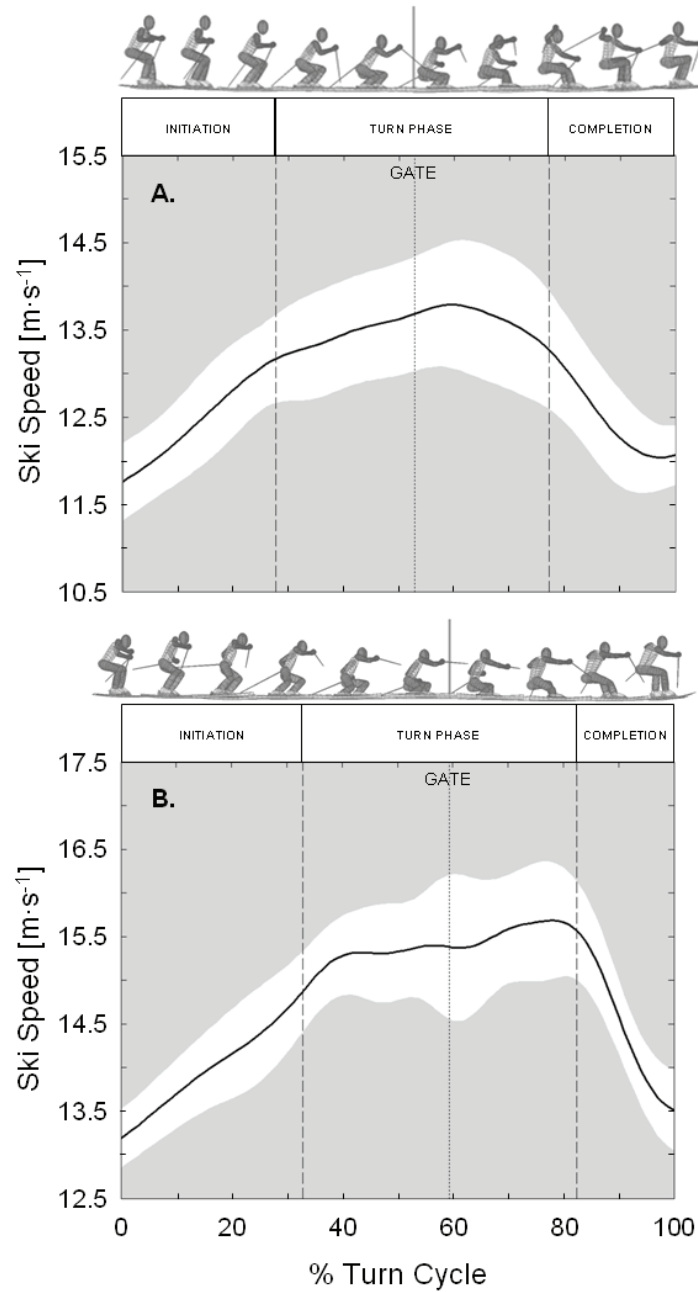 INITIATION TURN PHASE COMPLETION
15.5
GATE
A.
14.5
13.5
12.5
11.5
10.5
Ski Speed [m·s⁻¹]
INITIATION TURN PHASE COMPLETION
17.5
GATE
B.
16.5
15.5
14.5
13.5
12.5
Ski Speed [m·s⁻¹]
0 20 40 60 80 100
% Turn Cycle